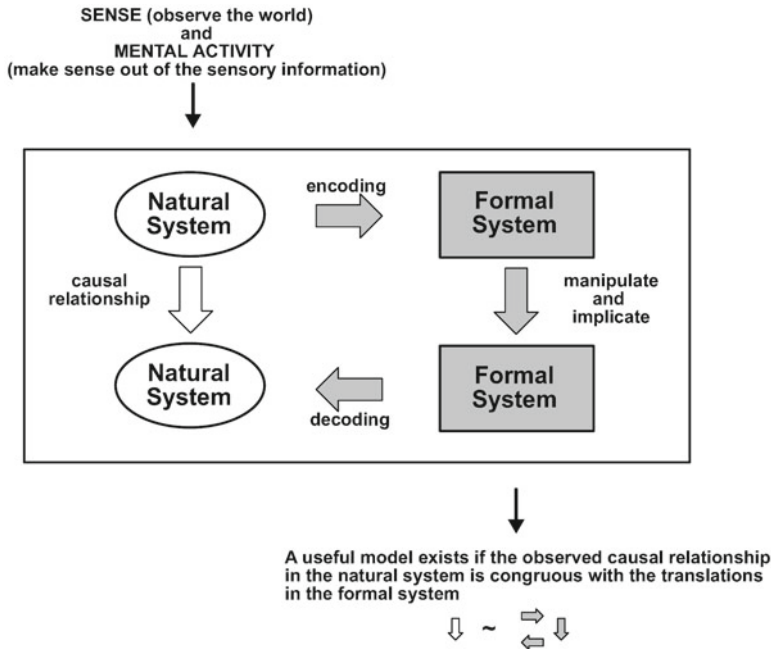 SENSE (observe the world)
and
MENTAL ACTIVITY
(make sense out of the sensory information)
Natural
System
encoding
Formal
System
causal
relationship
manipulate
and
implicate
Natural
System
decoding
Formal
System
A useful model exists if the observed causal relationship
in the natural system is congruous with the translations
in the formal system
~